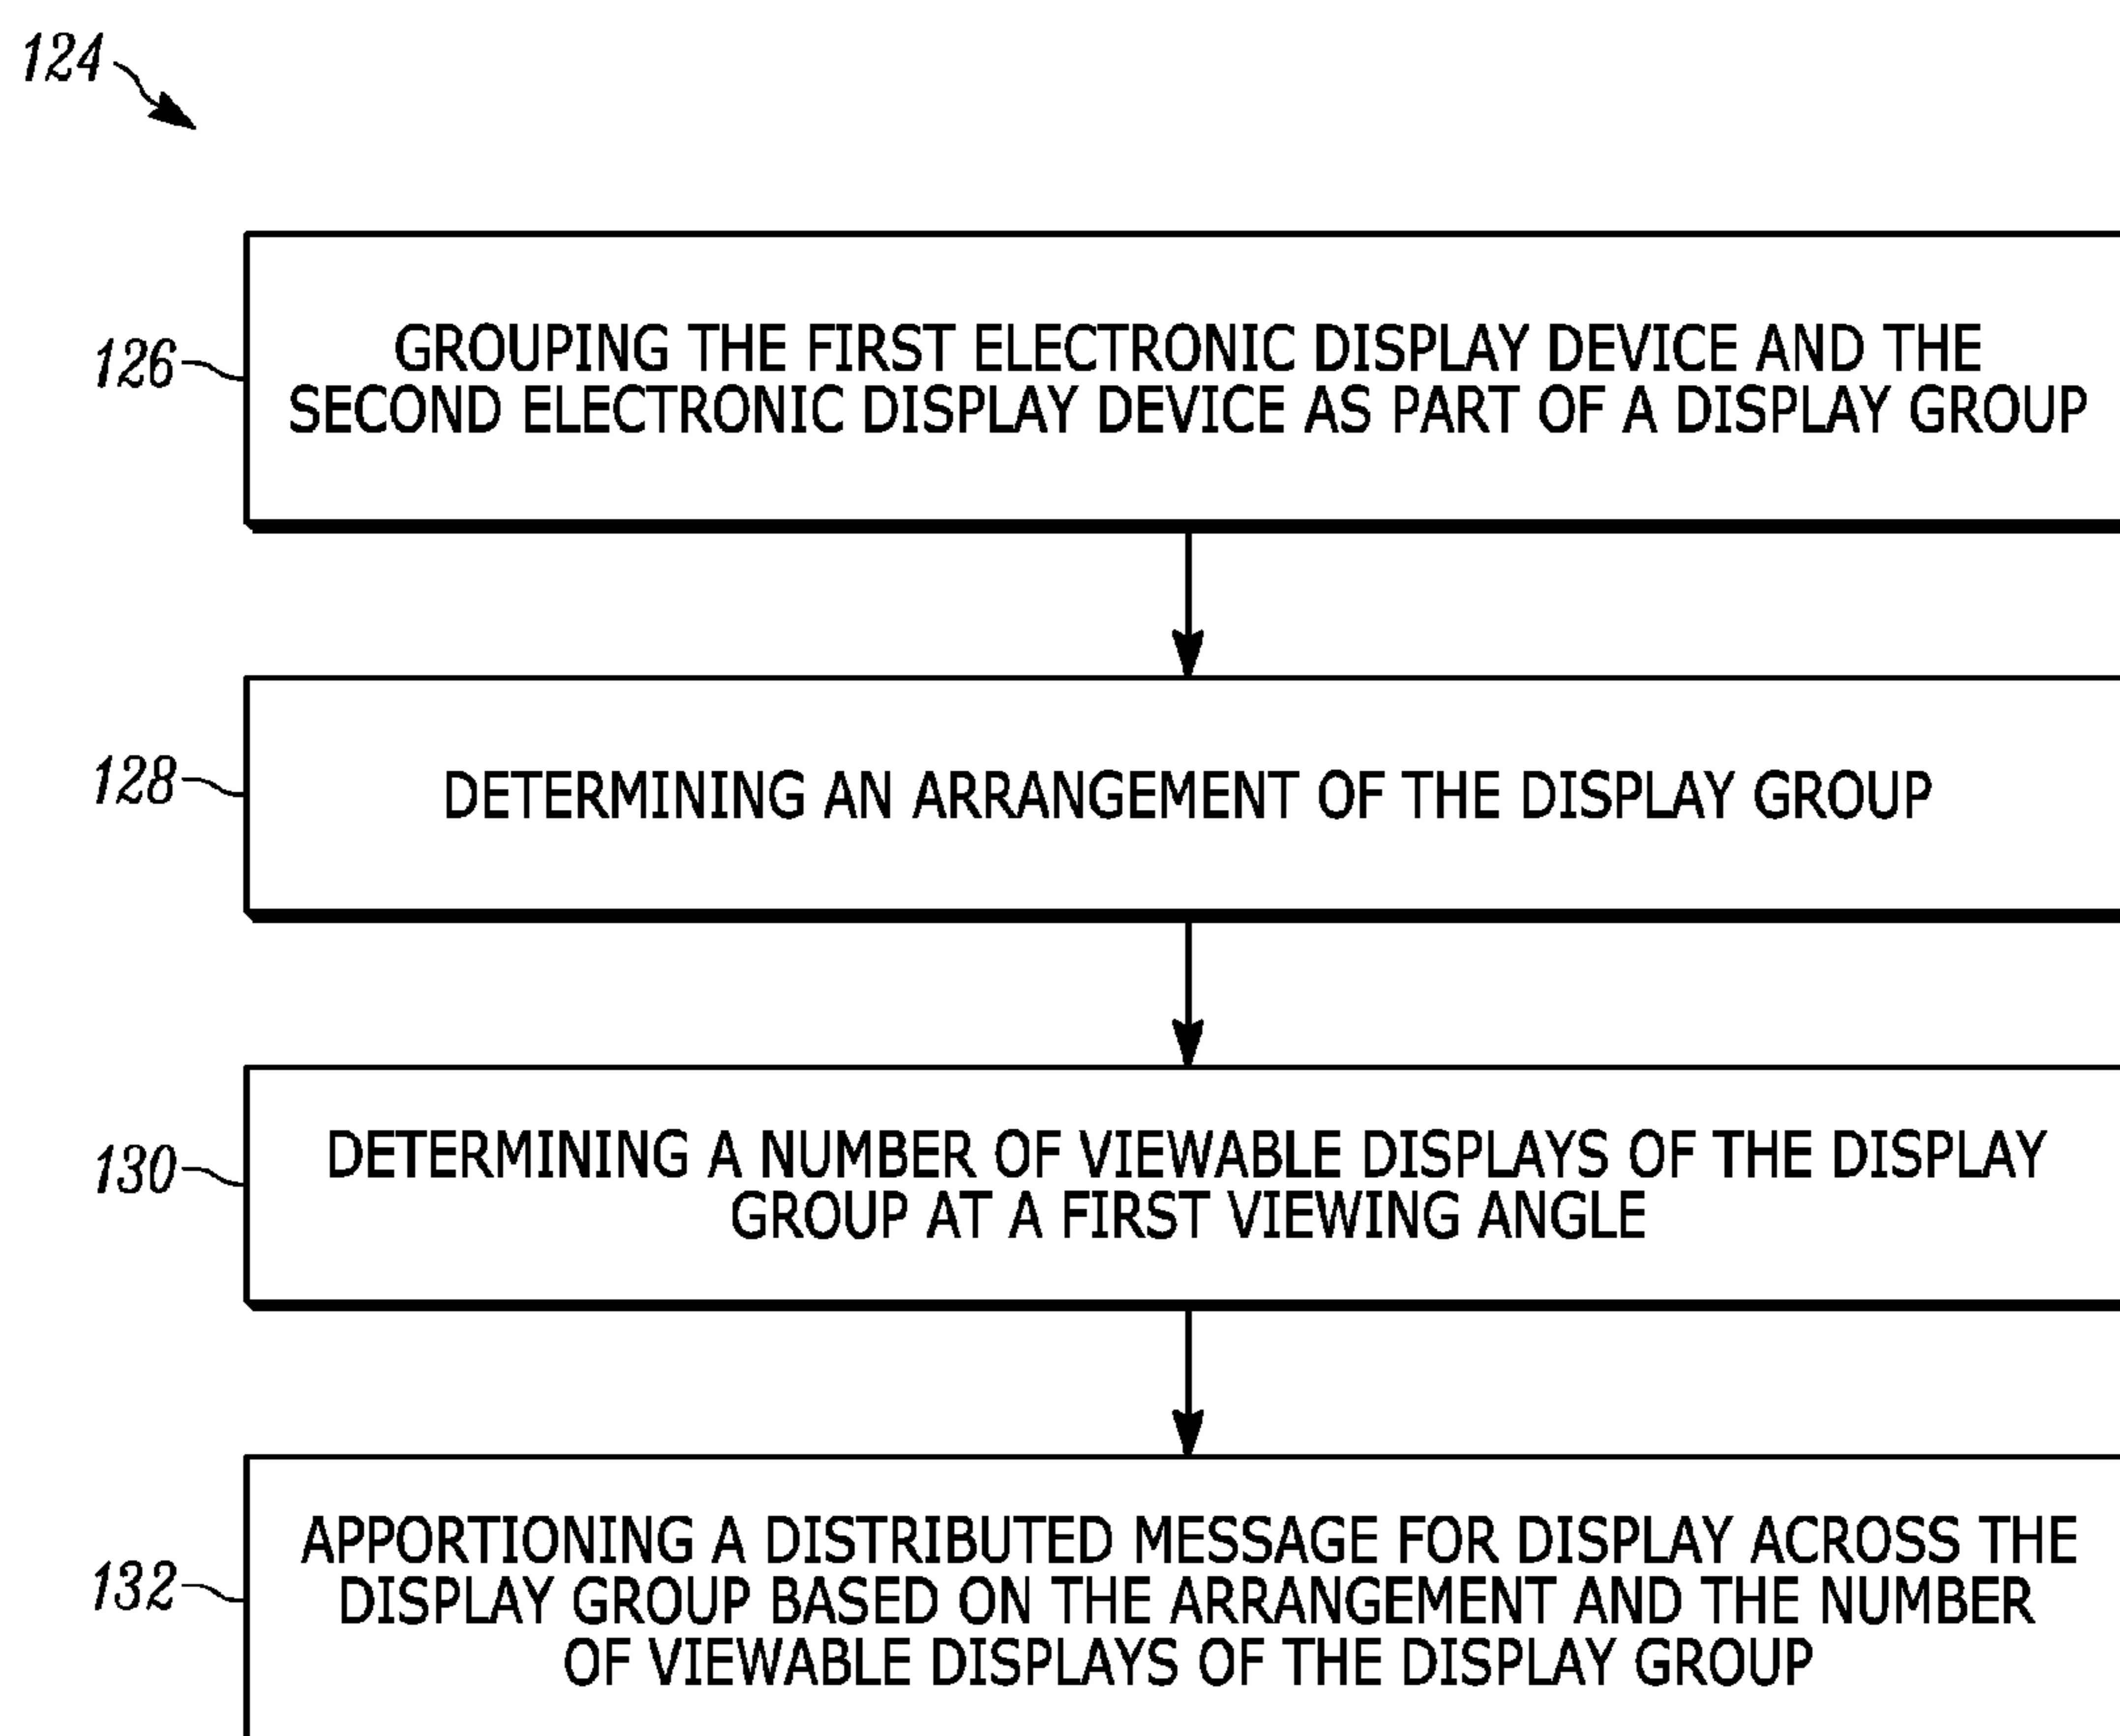 124
126
GROUPING THE FIRST ELECTRONIC DISPLAY DEVICE AND THE
SECOND ELECTRONIC DISPLAY DEVICE AS PART OF A DISPLAY GROUP
128
DETERMINING AN ARRANGEMENT OF THE DISPLAY GROUP
130
DETERMINING A NUMBER OF VIEWABLE DISPLAYS OF THE DISPLAY
GROUP AT A FIRST VIEWING ANGLE
132
APPORTIONING A DISTRIBUTED MESSAGE FOR DISPLAY ACROSS THE
DISPLAY GROUP BASED ON THE ARRANGEMENT AND THE NUMBER
OF VIEWABLE DISPLAYS OF THE DISPLAY GROUP